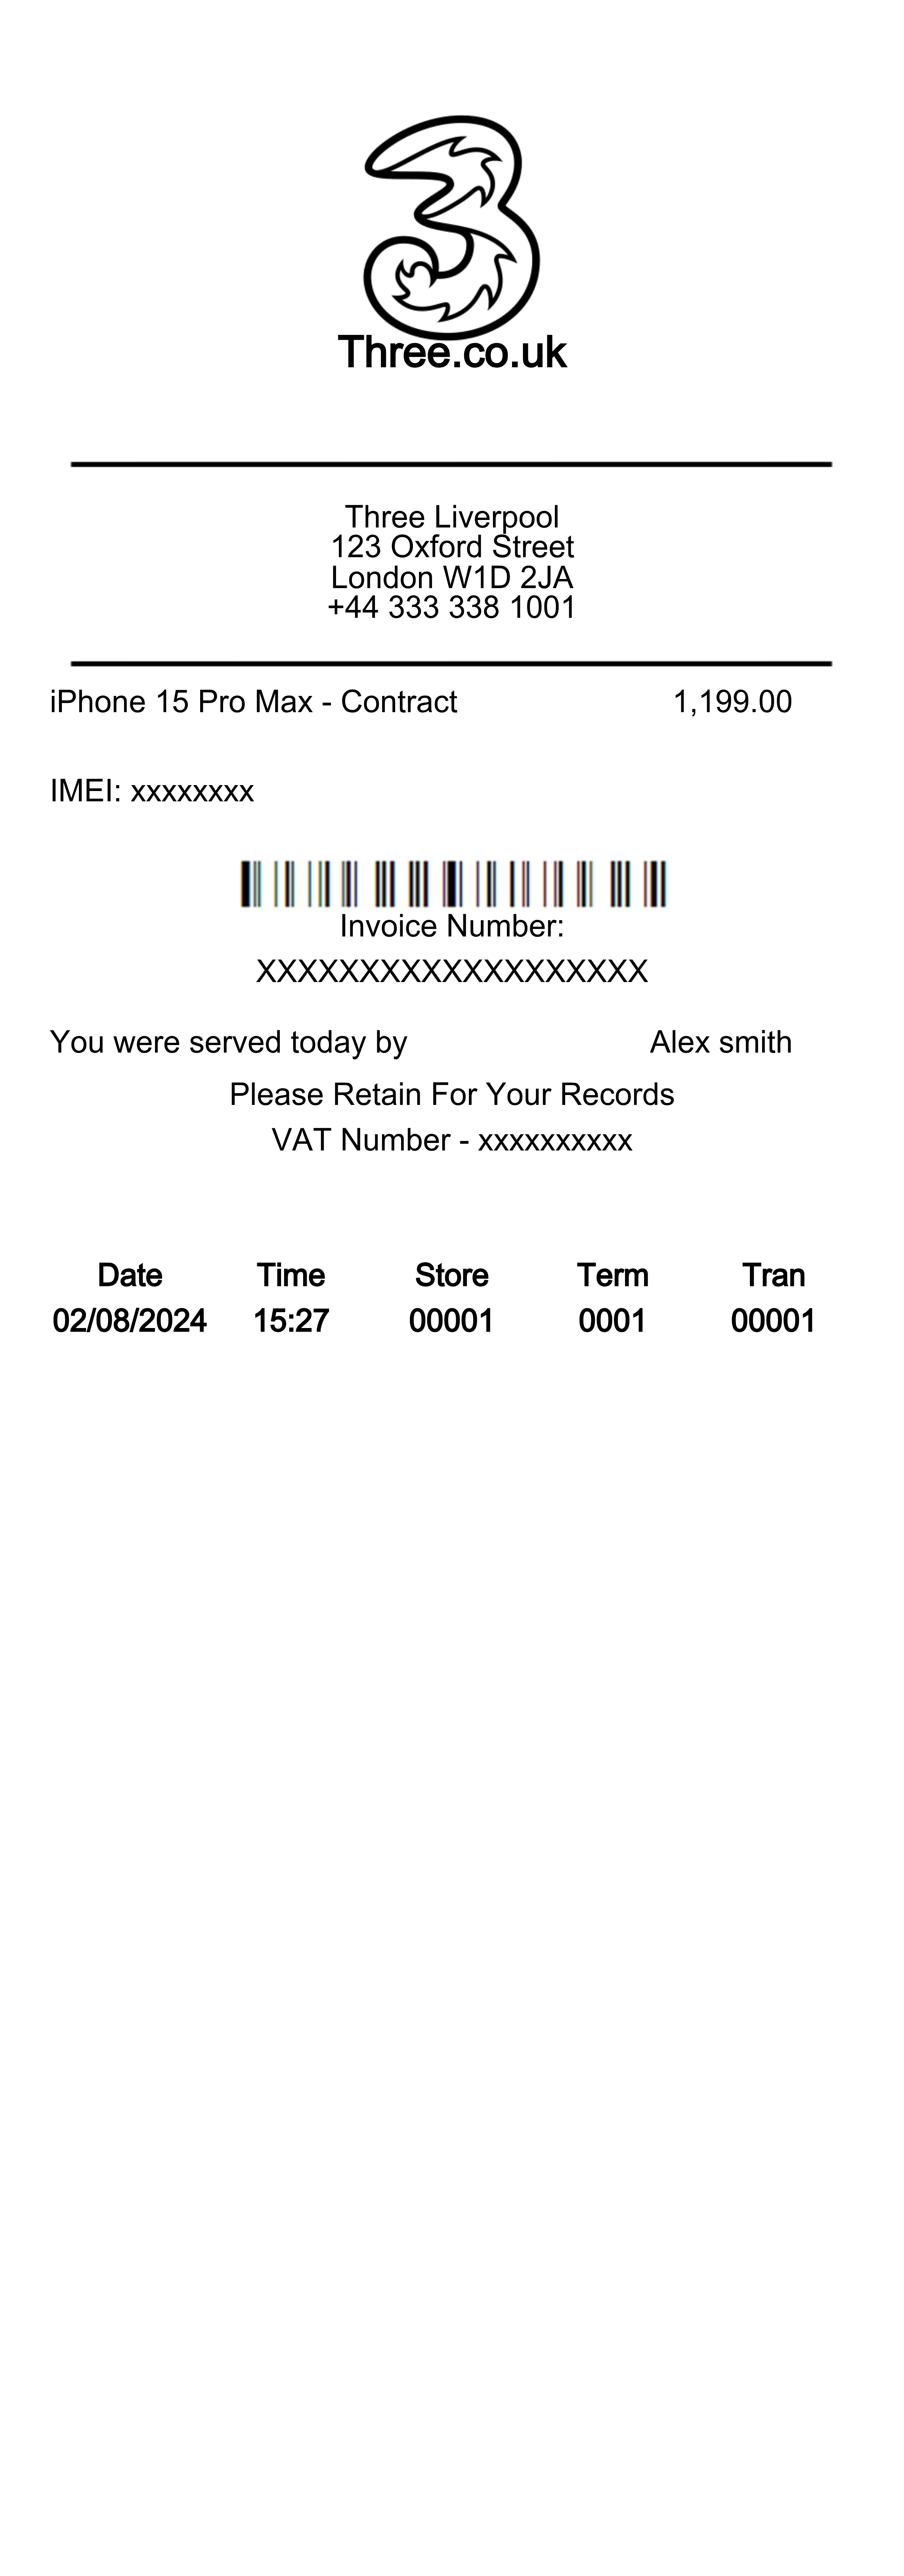 3
Three.co.uk
Three Liverpool
123 Oxford Street
London W1D 2JA
+44 333 338 1001
iPhone 15 Pro Max - Contract 1,199.00
IMEI: xxxxxxxx
Invoice Number:
XXXXXXXXXXXXXXXXXXX
You were served today by Alex smith
Please Retain For Your Records
VAT Number - xxxxxxxxxx
Date Time Store Term Tran
02/08/2024 15:27 00001 0001 00001